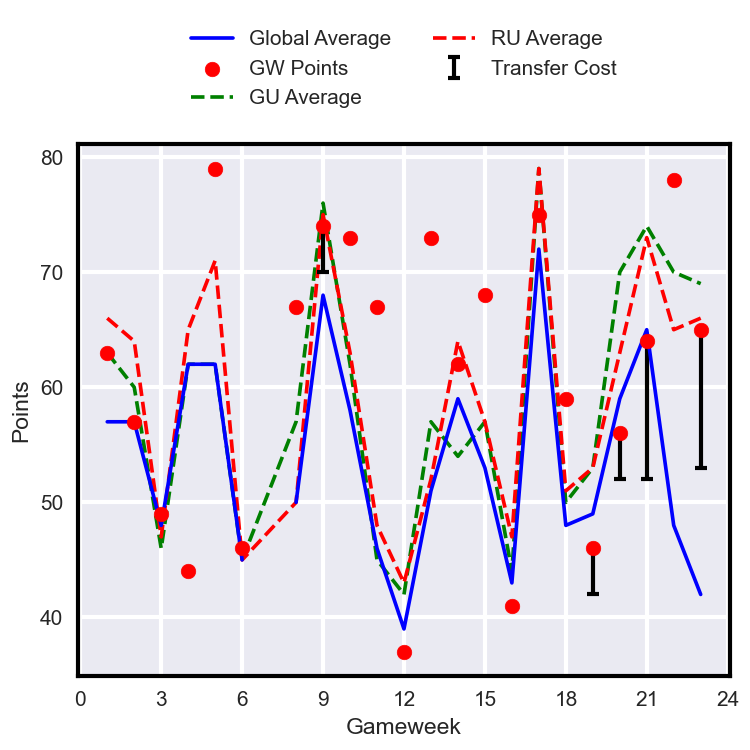 Global Average
GW Points
GU Average
RU Average
Transfer Cost
80
70
60
50
40
Points
0 3 6 9 12 15 18 21 24
Gameweek